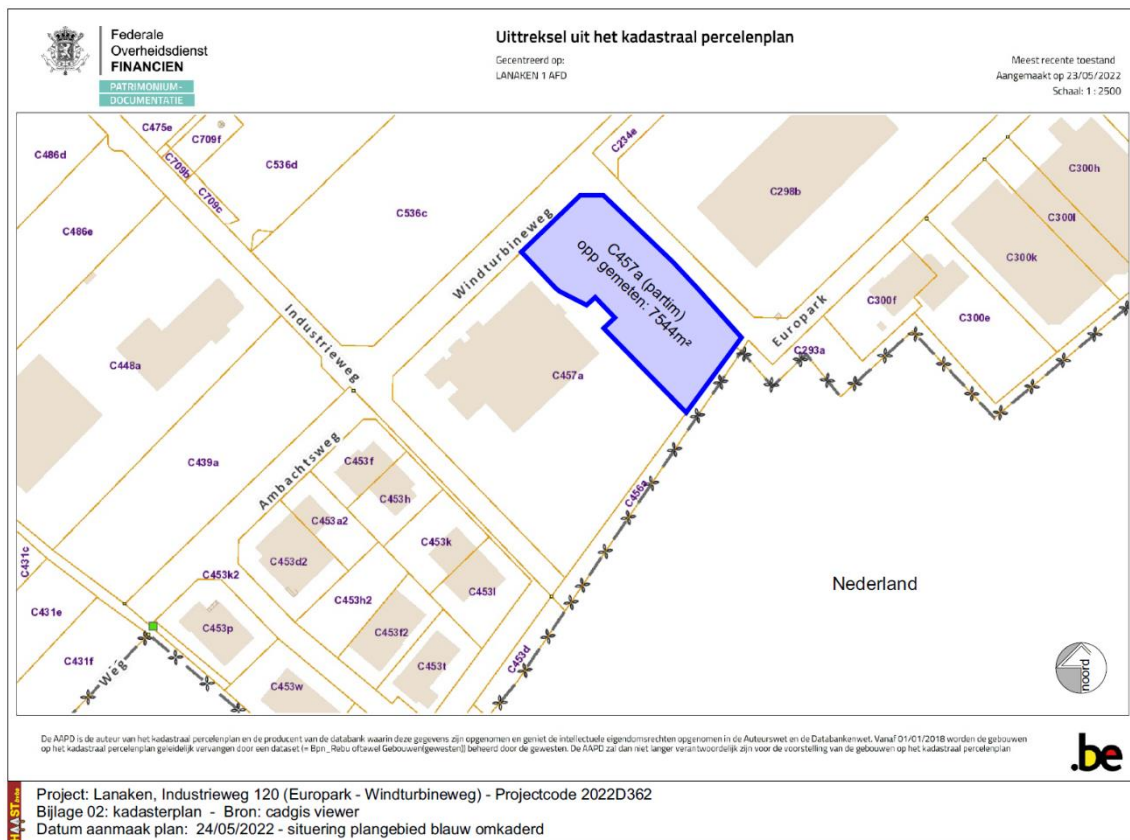 Federale
Overheidsdienst
FINANCIEN
PATRIMONIUM-
DOCUMENTATIE
Uittreksel uit het kadastraal percelenplan
Gecentreerd op:
LANAKEN 1 AFD
Meest recente toestand
Aangemaakt op 23/05/2022
Schaal: 1 : 2500
C475e
C709f
C486d
C709b
C536d
C234e
C709c
C298b
C300h
C536c
C300l
C486e
Windturbineweg
C457a (partim)
opp gemeten: 7544m²
C300k
Industrieweg
Europark
C300f
C300e
C293a
C448a
C457a
Ambachtsweg
C453f
C439a
C453h
C456a
C453a2
C453k
C431c
C453d2
C453k2
C453l
Nederland
C453h2
C431e
C453p
C453f2
C431f
Weg
C453t
C453d
C453w
noord
De AAPD is de auteur van het kadastraal percelenplan en de producent van de databank waarin deze gegevens zijn opgenomen en geniet de intellectuele eigendomsrechten opgenomen in de Auteurswet en de Databankenwet. Vanaf 01/01/2018 worden de gebouwen
op het kadastraal percelenplan geleidelijk vervangen door een dataset (= Bpn_Rebu oftewel Gebouwen(gewesten)) beheerd door de gewesten. De AAPD zal dan niet langer verantwoordelijk zijn voor de voorstelling van de gebouwen op het kadastraal percelenplan
.be
HAAST
Project: Lanaken, Industrieweg 120 (Europark - Windturbineweg) - Projectcode 2022D362
Bijlage 02: kadasterplan - Bron: cadgis viewer
Datum aanmaak plan: 24/05/2022 - situering plangebied blauw omkaderd